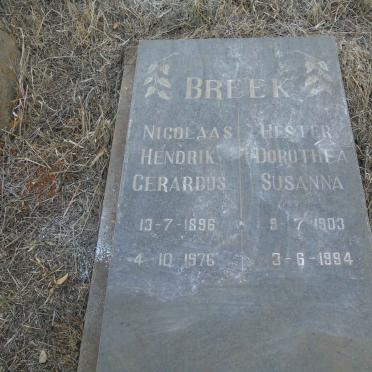 BREEK
NICOLAAS
HENDRIK
GERARDUS
13-7-1896
4-10-1976
HESTER
DOROTHEA
SUSANNA
9-7-1903
3-6-1994